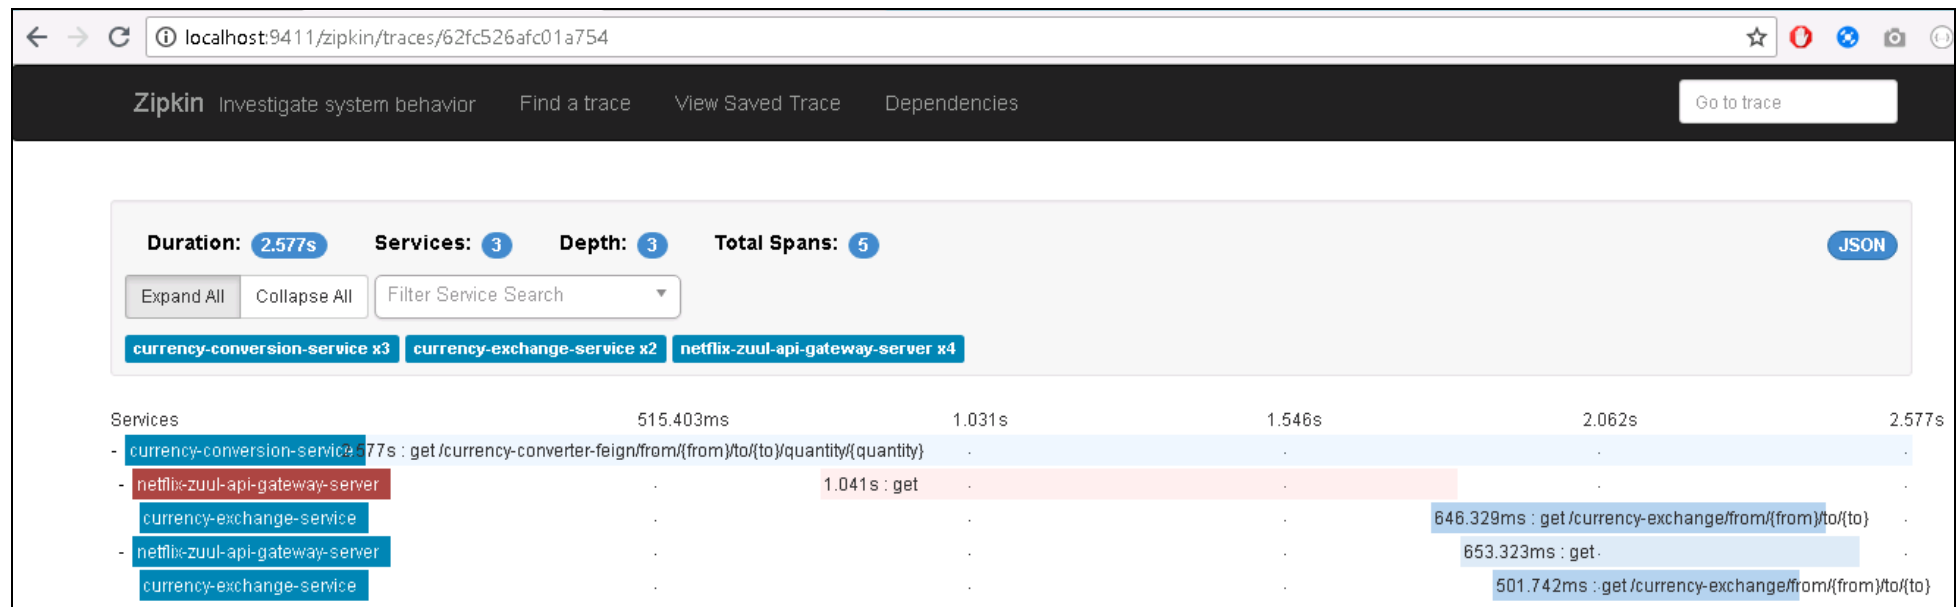 localhost:9411/zipkin/traces/62fc526afc01a754
Zipkin Investigate system behavior Find a trace View Saved Trace Dependencies Go to trace
Duration: 2.577s Services: 3 Depth: 3 Total Spans: 5 JSON
Expand All Collapse All Filter Service Search
currency-conversion-service x3 currency-exchange-service x2 netflix-zuul-api-gateway-server x4
Services 515.403ms 1.031s 1.546s 2.062s 2.577s
- currency-conversion-service 2.577s : get /currency-converter-feign/from/{from}/to/{to}/quantity/{quantity}
- netflix-zuul-api-gateway-server 1.041s : get
currency-exchange-service 646.329ms : get /currency-exchange/from/{from}/to/{to}
- netflix-zuul-api-gateway-server 653.323ms : get
currency-exchange-service 501.742ms : get /currency-exchange/from/{from}/to/{to}